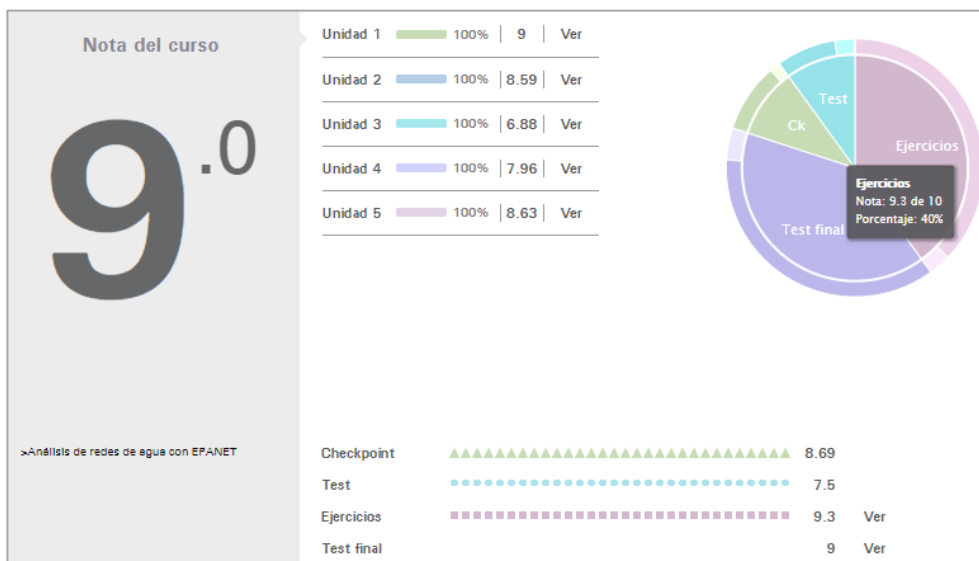 Nota del curso
9.0
>Análisis de redes de agua con EPANET
Unidad 1 100% 9 Ver
Unidad 2 100% 8.59 Ver
Unidad 3 100% 6.88 Ver
Unidad 4 100% 7.96 Ver
Unidad 5 100% 8.63 Ver
Test
Ck
Ejercicios
Test final
Ejercicios
Nota: 9.3 de 10
Porcentaje: 40%
Checkpoint 8.69
Test 7.5
Ejercicios 9.3 Ver
Test final 9 Ver